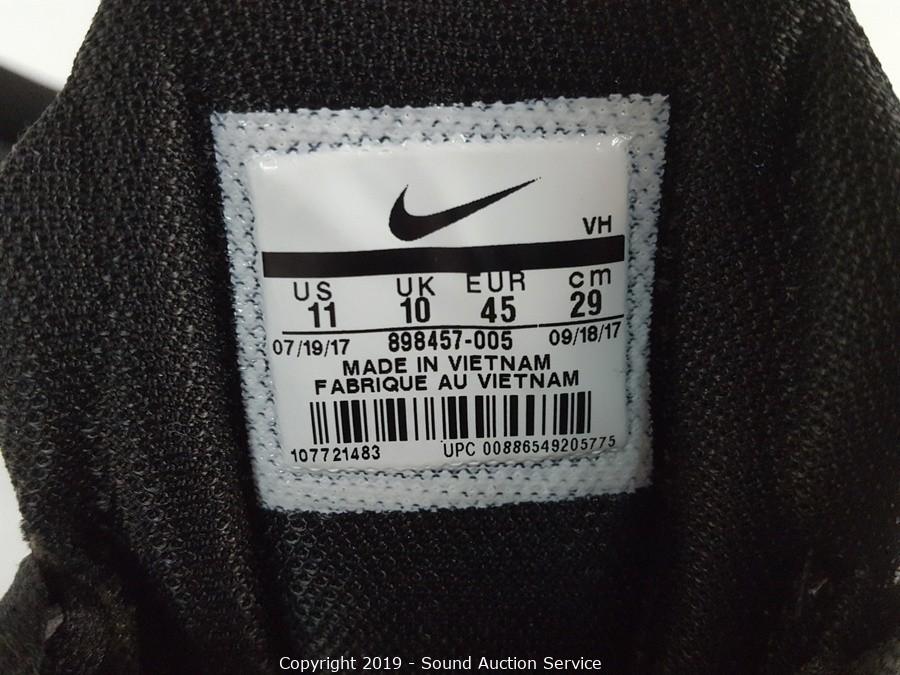 VH
US UK EUR cm
11 10 45 29
07/19/17 898457-005 09/18/17
MADE IN VIETNAM
FABRIQUE AU VIETNAM
107721483 UPC 00886549205775
Copyright 2019 - Sound Auction Service